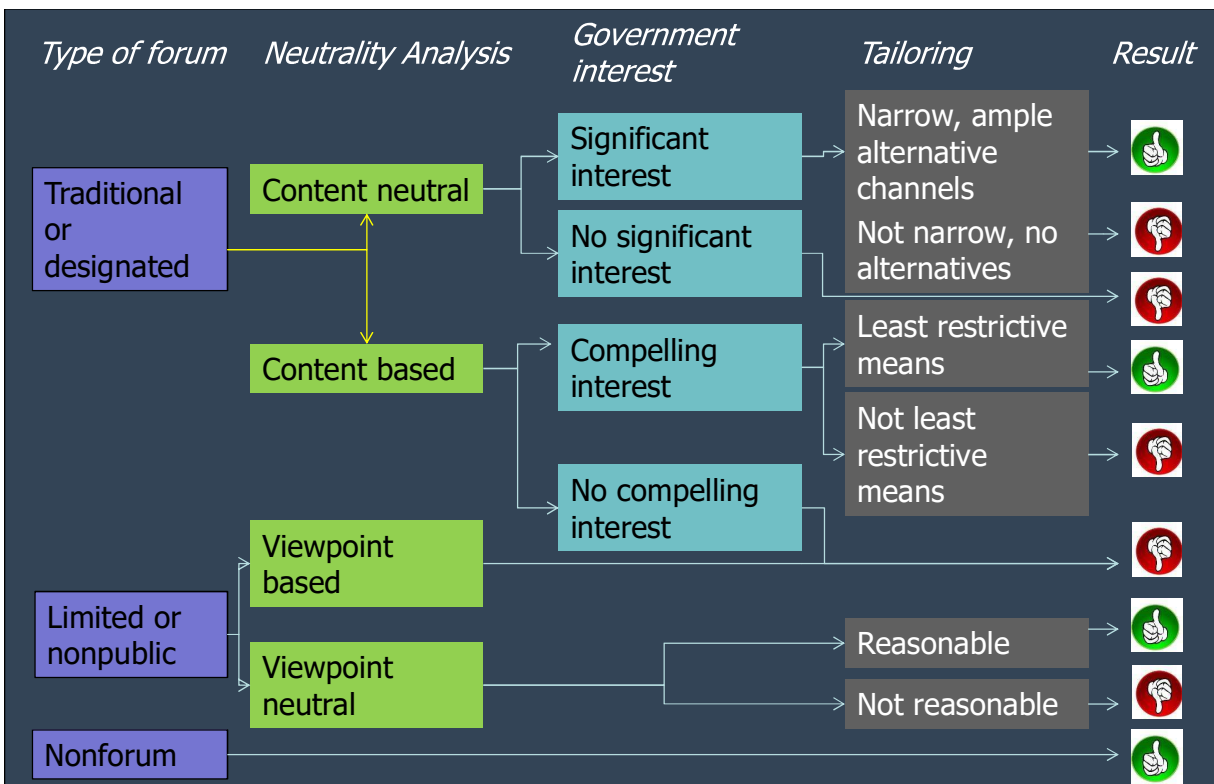 Type of forum
Neutrality Analysis
Government
interest
Tailoring
Result
Traditional
or
designated
Content neutral
Significant
interest
Narrow, ample
alternative
channels
No significant
interest
Not narrow, no
alternatives
Content based
Compelling
interest
Least restrictive
means
Not least
restrictive
means
No compelling
interest
Limited or
nonpublic
Viewpoint
based
Viewpoint
neutral
Reasonable
Not reasonable
Nonforum